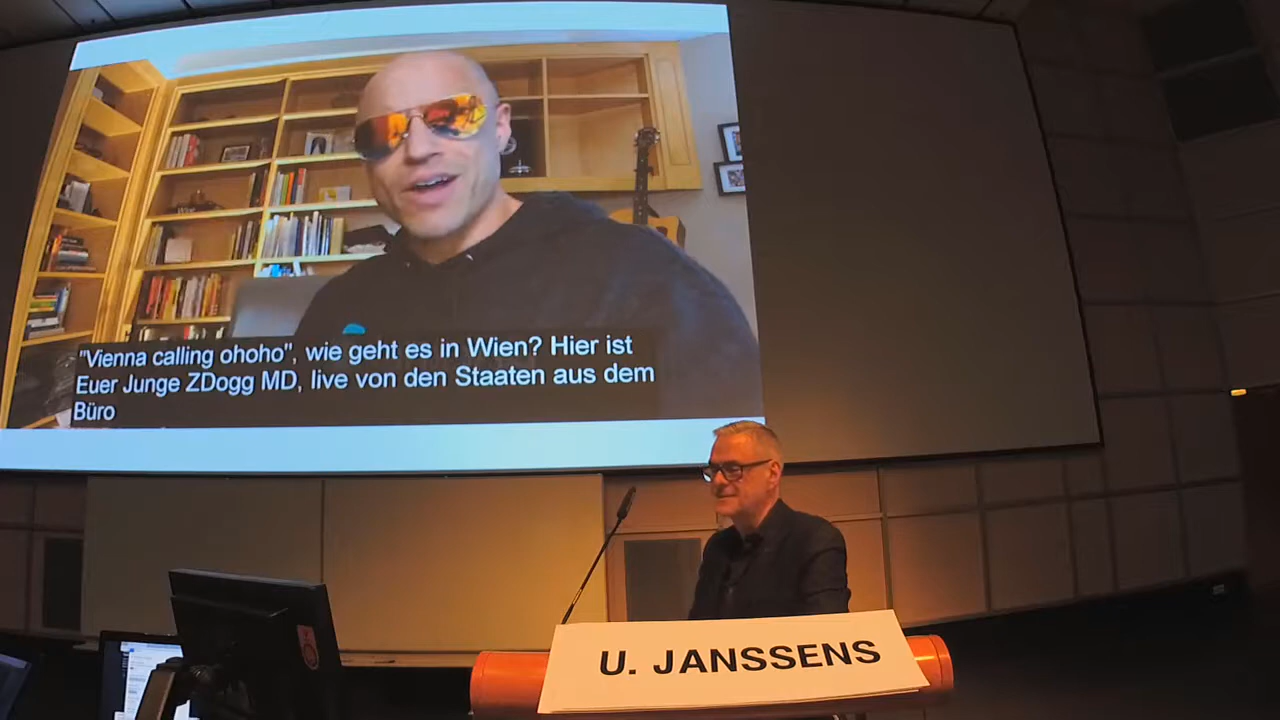 "Vienna calling ohoho", wie geht es in Wien? Hier ist
Euer Junge ZDogg MD, live von den Staaten aus dem
Büro
U. JANSSENS